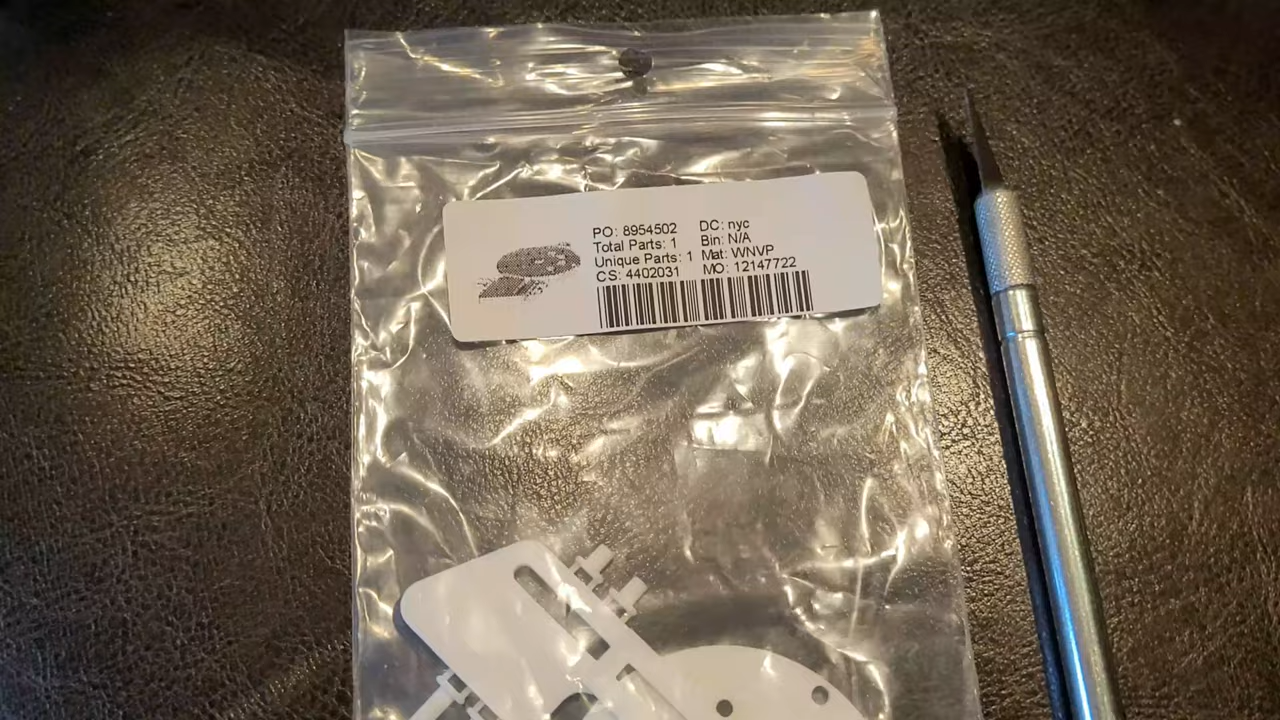 PO: 8954502 DC: nyc
Total Parts: 1 Bin: N/A
Unique Parts: 1 Mat: WNVP
CS: 4402031 MO: 12147722